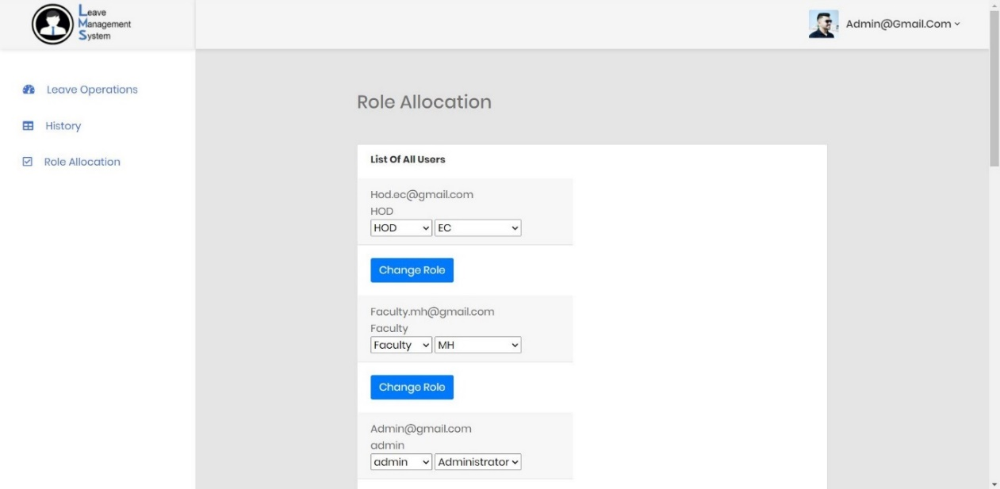 Leave
Management
System
Admin@Gmail.Com
Leave Operations
History
Role Allocation
Role Allocation
List Of All Users
Hod.ec@gmail.com
HOD
HOD EC
Change Role
Faculty.mh@gmail.com
Faculty
Faculty MH
Change Role
Admin@gmail.com
admin
admin Administrator